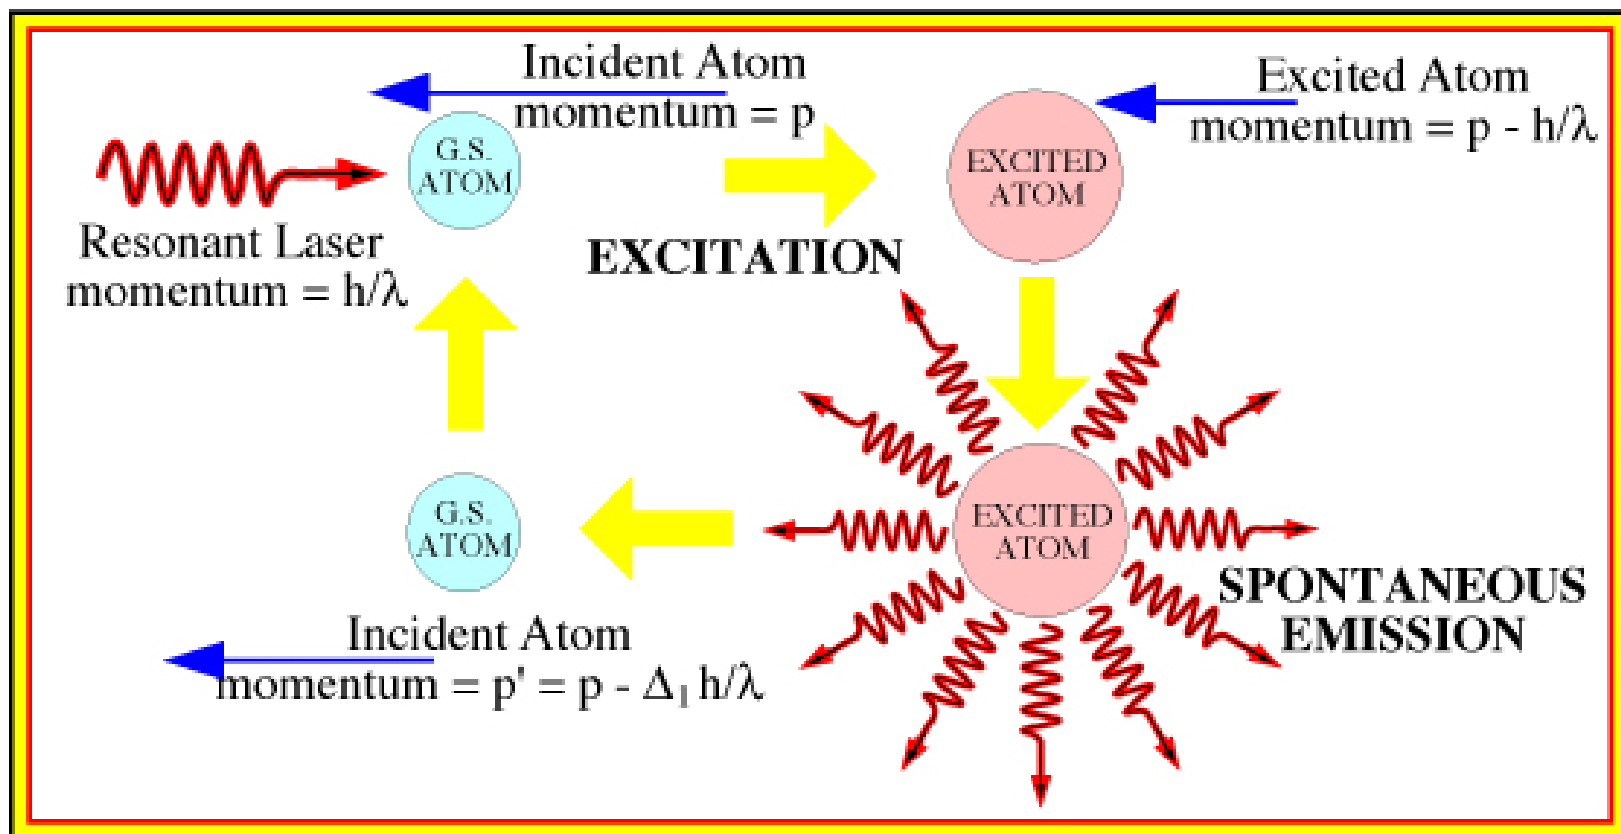 Incident Atom
momentum = p
Excited Atom
momentum = p - h/λ
G.S.
ATOM
EXCITED
ATOM
Resonant Laser
momentum = h/λ
EXCITATION
G.S.
ATOM
EXCITED
ATOM
SPONTANEOUS
EMISSION
Incident Atom
momentum = p' = p - Δ₁ h/λ